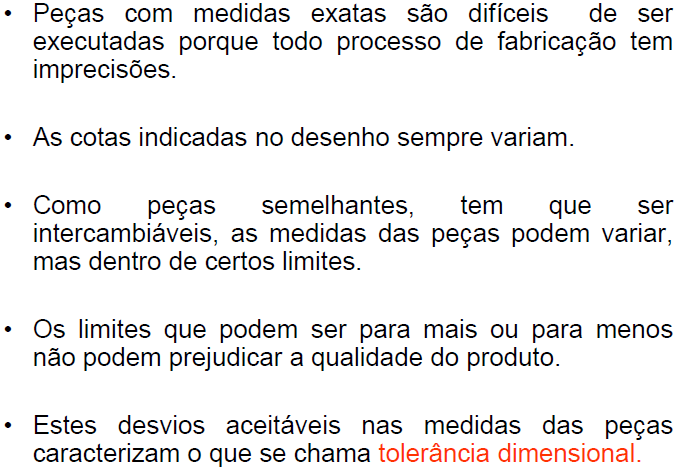 • Peças com medidas exatas são difíceis de ser
executadas porque todo processo de fabricação tem
imprecisões.
• As cotas indicadas no desenho sempre variam.
• Como peças semelhantes, tem que ser
intercambiáveis, as medidas das peças podem variar,
mas dentro de certos limites.
• Os limites que podem ser para mais ou para menos
não podem prejudicar a qualidade do produto.
• Estes desvios aceitáveis nas medidas das peças
caracterizam o que se chama tolerância dimensional.